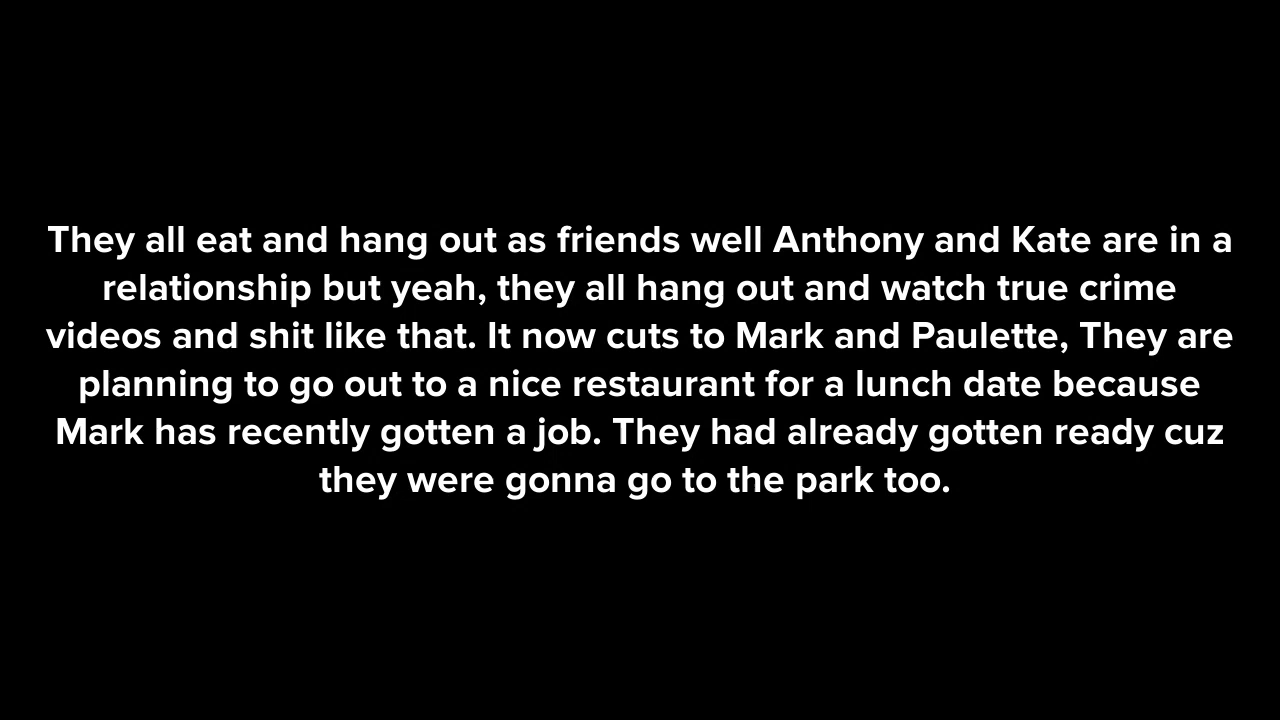 They all eat and hang out as friends well Anthony and Kate are in a
relationship but yeah, they all hang out and watch true crime
videos and shit like that. It now cuts to Mark and Paulette, They are
planning to go out to a nice restaurant for a lunch date because
Mark has recently gotten a job. They had already gotten ready cuz
they were gonna go to the park too.